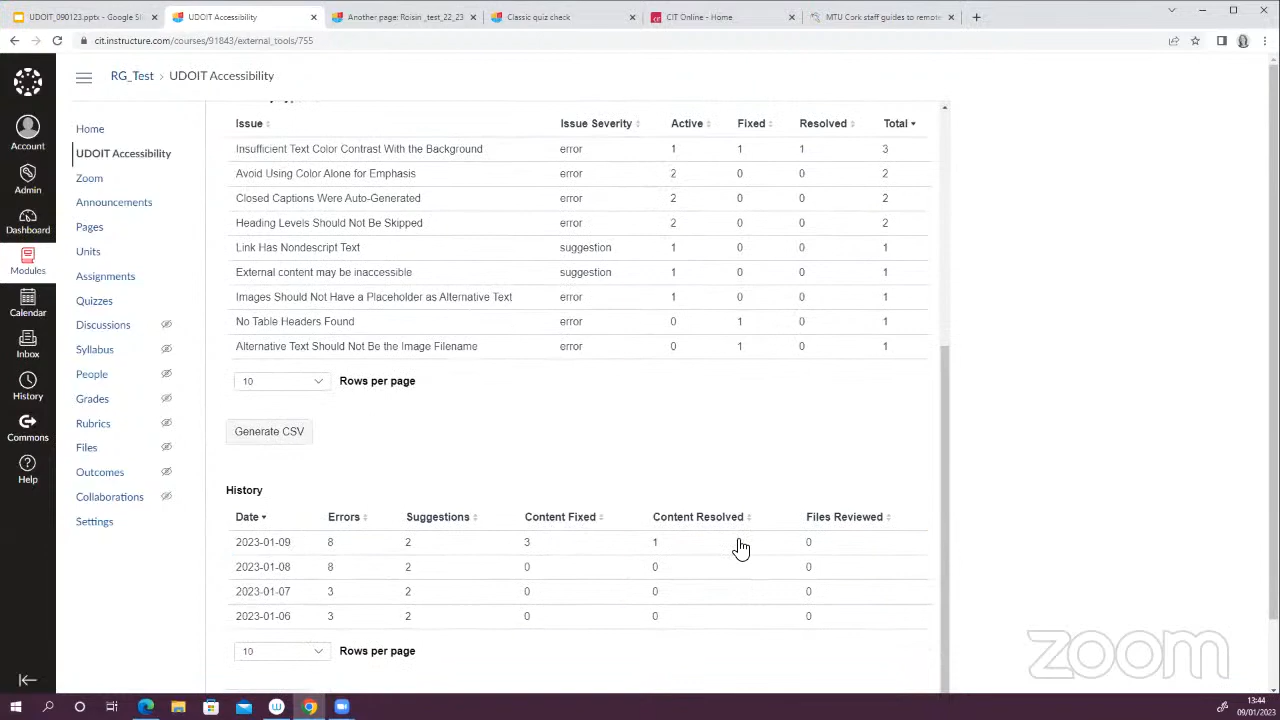 UDOIT_090123.pptx - Google Sli
UDOIT Accessibility
Another page: Roisin _test_22_23
Classic quiz check
CIT Online - Home
MTU Cork staff guides to remote
cit.instructure.com/courses/91843/external_tools/755
RG_Test > UDOIT Accessibility
Account
Admin
Dashboard
Modules
Calendar
Inbox
History
Commons
Help
Home
UDOIT Accessibility
Zoom
Announcements
Pages
Units
Assignments
Quizzes
Discussions
Syllabus
People
Grades
Rubrics
Files
Outcomes
Collaborations
Settings
Issue Issue Severity Active Fixed Resolved Total
Insufficient Text Color Contrast With the Background error 1 1 1 3
Avoid Using Color Alone for Emphasis error 2 0 0 2
Closed Captions Were Auto-Generated error 2 0 0 2
Heading Levels Should Not Be Skipped error 2 0 0 2
Link Has Nondescript Text suggestion 1 0 0 1
External content may be inaccessible suggestion 1 0 0 1
Images Should Not Have a Placeholder as Alternative Text error 1 0 0 1
No Table Headers Found error 0 1 0 1
Alternative Text Should Not Be the Image Filename error 0 1 0 1
10 Rows per page
Generate CSV
History
Date Errors Suggestions Content Fixed Content Resolved Files Reviewed
2023-01-09 8 2 3 1 0
2023-01-08 8 2 0 0 0
2023-01-07 3 2 0 0 0
2023-01-06 3 2 0 0 0
10 Rows per page
zoom
13:44
09/01/2023